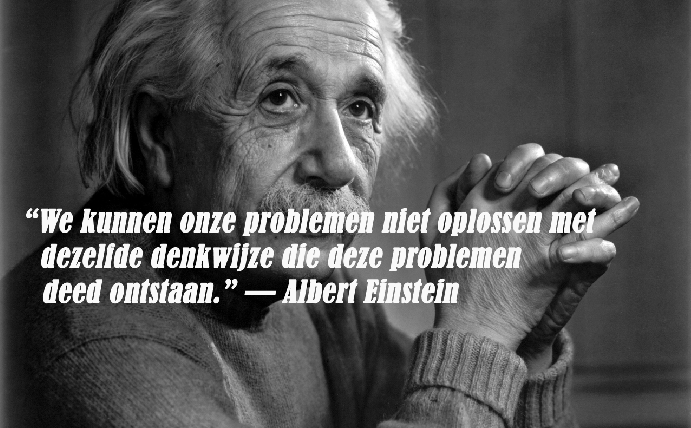 “We kunnen onze problemen niet oplossen met
dezelfde denkwijze die deze problemen
deed ontstaan.” — Albert Einstein